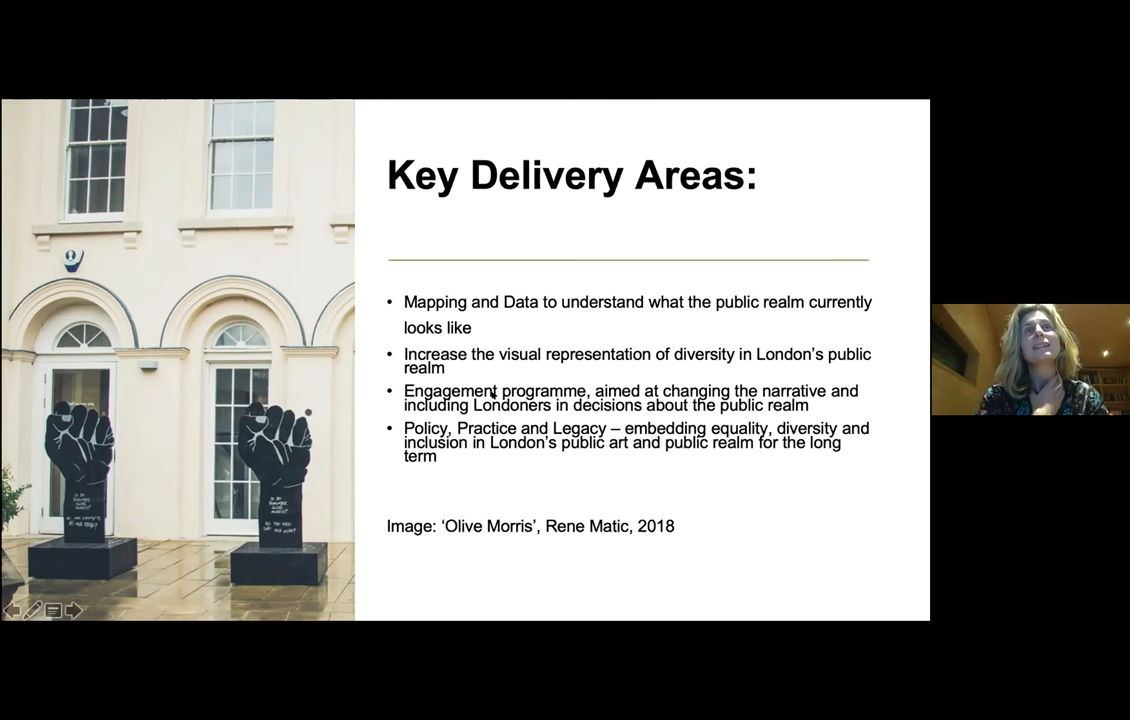 Key Delivery Areas:
• Mapping and Data to understand what the public realm currently
looks like
• Increase the visual representation of diversity in London's public
realm
• Engagement programme, aimed at changing the narrative and
including Londoners in decisions about the public realm
• Policy, Practice and Legacy – embedding equality, diversity and
inclusion in London's public art and public realm for the long
term
Image: 'Olive Morris', Rene Matic, 2018